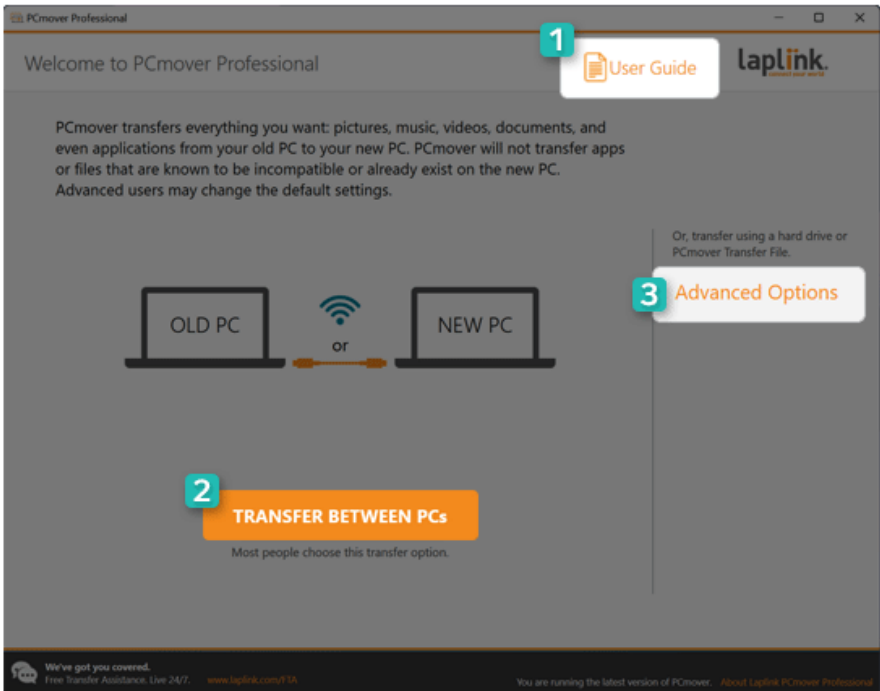 PCmover Professional
1
Welcome to PCmover Professional
User Guide
laplink.
connect your world
PCmover transfers everything you want: pictures, music, videos, documents, and
even applications from your old PC to your new PC. PCmover will not transfer apps
or files that are known to be incompatible or already exist on the new PC.
Advanced users may change the default settings.
Or, transfer using a hard drive or
PCmover Transfer File.
3
Advanced Options
OLD PC
or
NEW PC
2
TRANSFER BETWEEN PCs
Most people choose this transfer option.
We've got you covered.
Free Transfer Assistance. Live 24/7.
www.laplink.com/FTA
You are running the latest version of PCmover.
About Laplink PCmover Professional